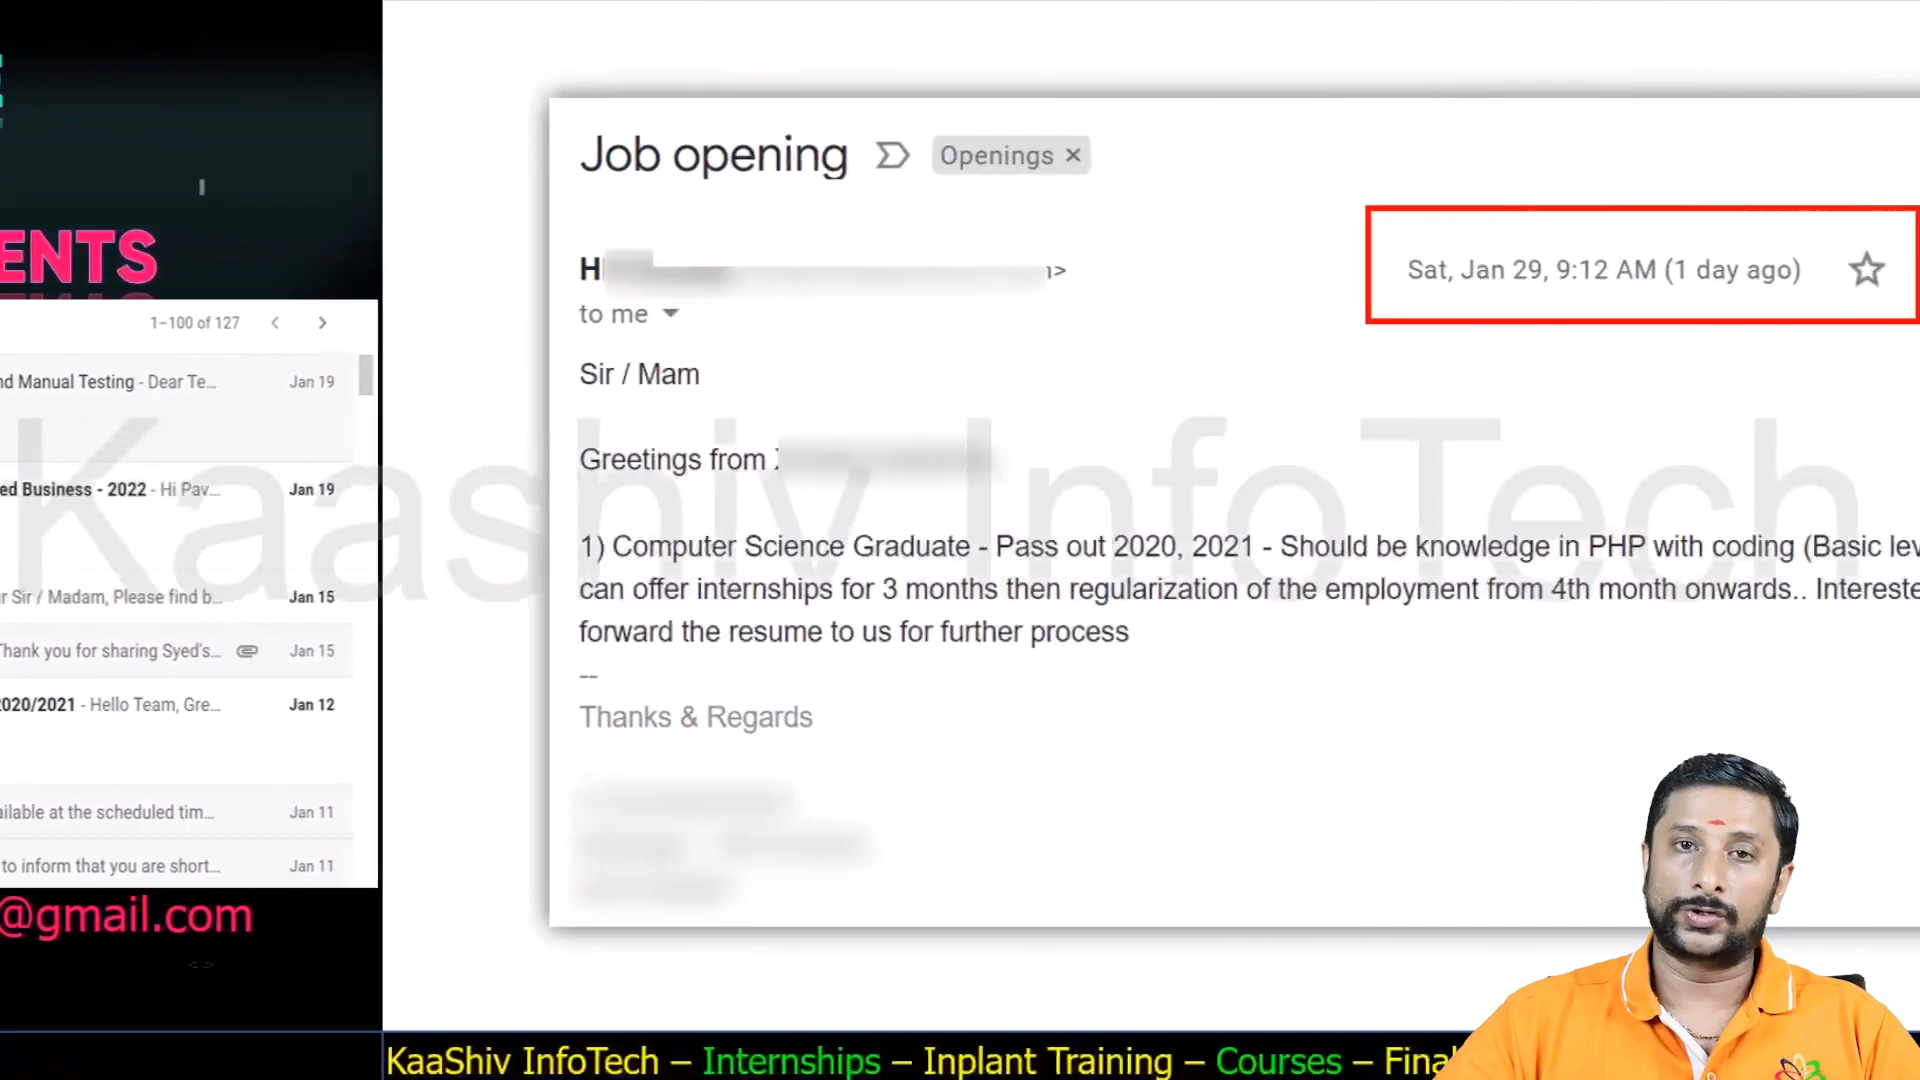 ENTS
1–100 of 127
nd Manual Testing - Dear Te... Jan 19
ed Business - 2022 - Hi Pav... Jan 19
r Sir / Madam, Please find b... Jan 15
Thank you for sharing Syed's... Jan 15
2020/2021 - Hello Team, Gre... Jan 12
ailable at the scheduled tim... Jan 11
to inform that you are short... Jan 11
@gmail.com
Job opening Openings ×
Sat, Jan 29, 9:12 AM (1 day ago)
to me
Sir / Mam
Greetings from
Kaashiv InfoTech
1) Computer Science Graduate - Pass out 2020, 2021 - Should be knowledge in PHP with coding (Basic lev
can offer internships for 3 months then regularization of the employment from 4th month onwards.. Intereste
forward the resume to us for further process
--
Thanks & Regards
KaaShiv InfoTech – Internships – Inplant Training – Courses – Final